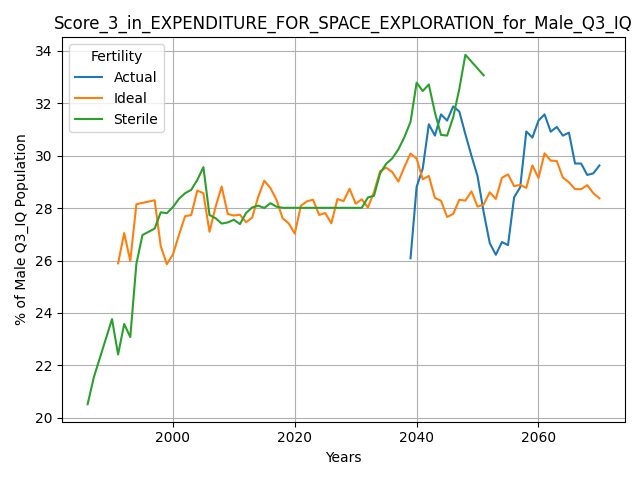 Score_3_in_EXPENDITURE_FOR_SPACE_EXPLORATION_for_Male_Q3_IQ
Fertility
Actual
Ideal
Sterile
% of Male Q3_IQ Population
34
32
30
28
26
24
22
20
2000
2020
2040
2060
Years